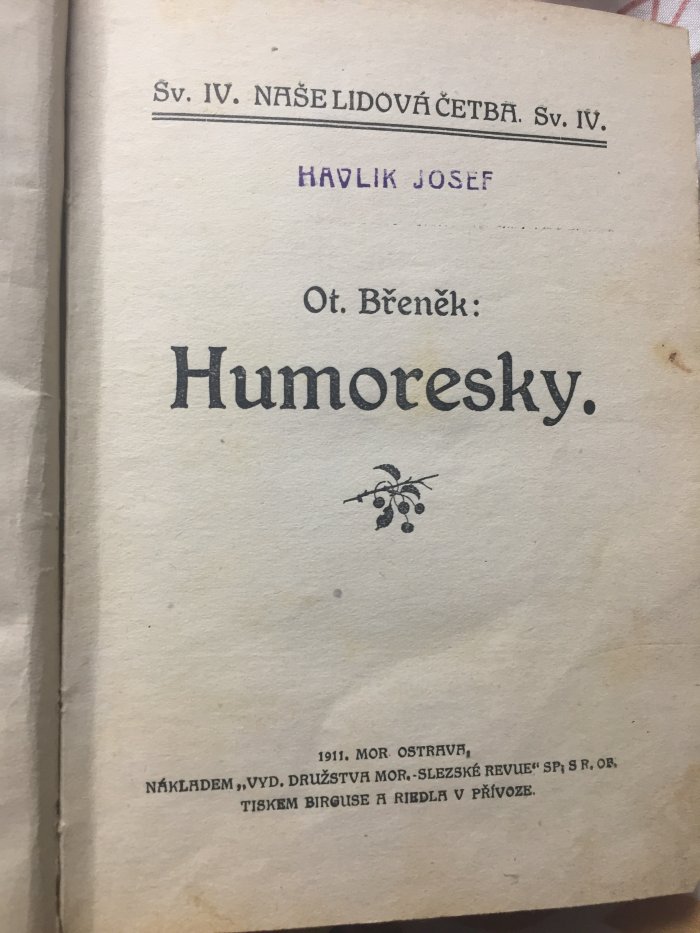 Sv. IV. NAŠE LIDOVÁ ČETBA. Sv. IV.
HAVLIK JOSEF
Ot. Břeněk:
Humoresky.
1911. MOR. OSTRAVA,
NÁKLADEM „VYD. DRUŽSTVA MOR.-SLEZSKÉ REVUE“ SP. S R. OB.
TISKEM BIRGUSE A RIEDLA V PŘÍVOZE.